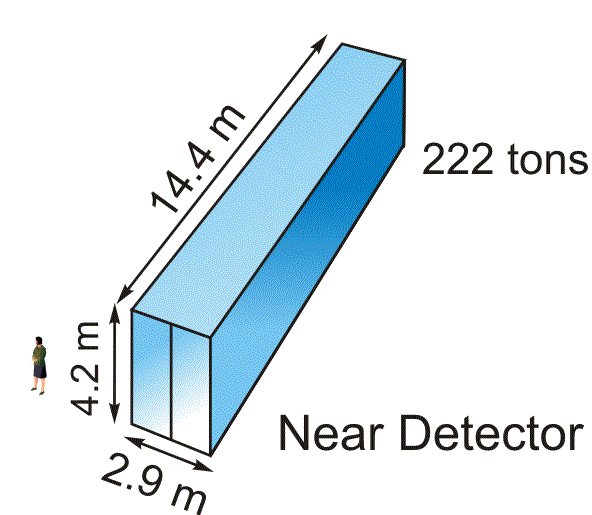 14.4 m
222 tons
4.2 m
Near Detector
2.9 m